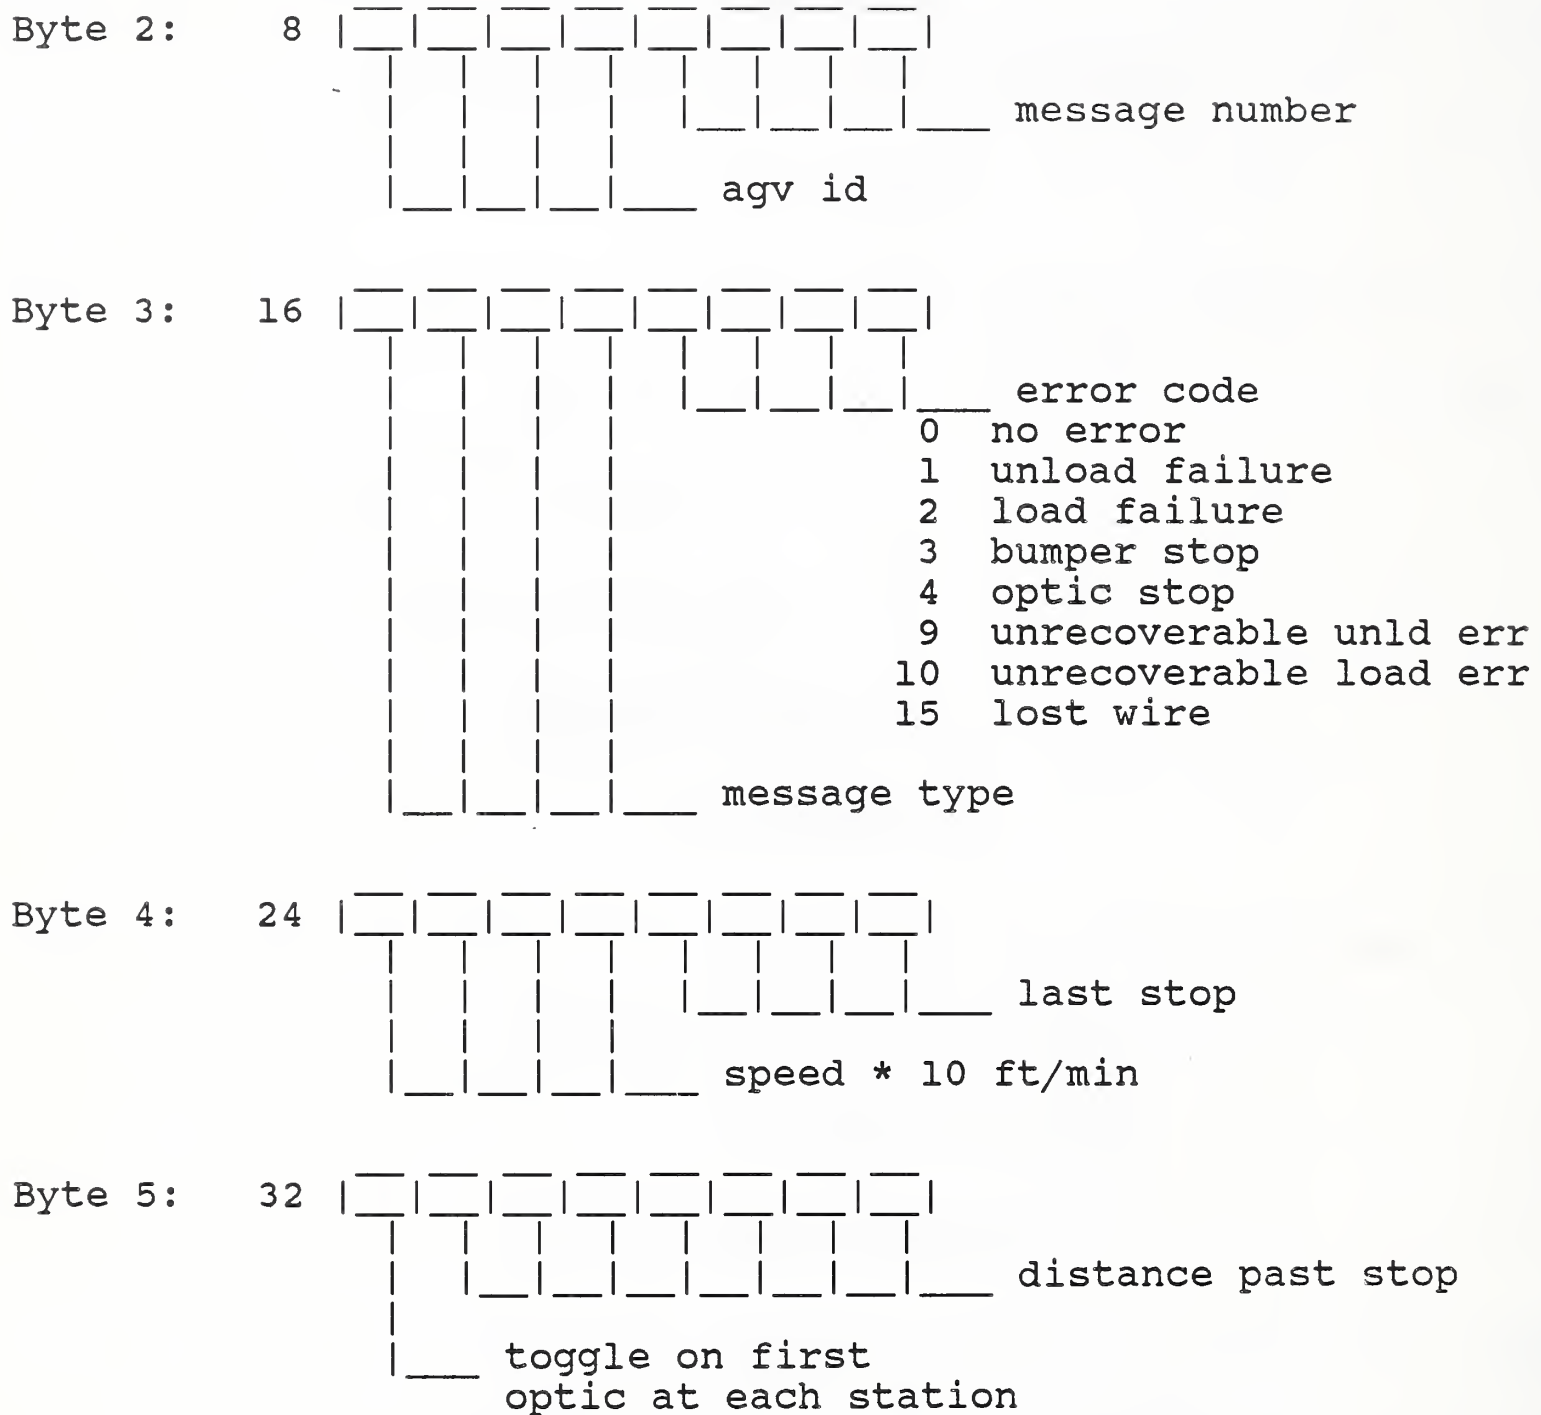 Byte 2: 8
message number
agv id
Byte 3: 16
error code
0 no error
1 unload failure
2 load failure
3 bumper stop
4 optic stop
9 unrecoverable unld err
10 unrecoverable load err
15 lost wire
message type
Byte 4: 24
last stop
speed * 10 ft/min
Byte 5: 32
distance past stop
toggle on first
optic at each station